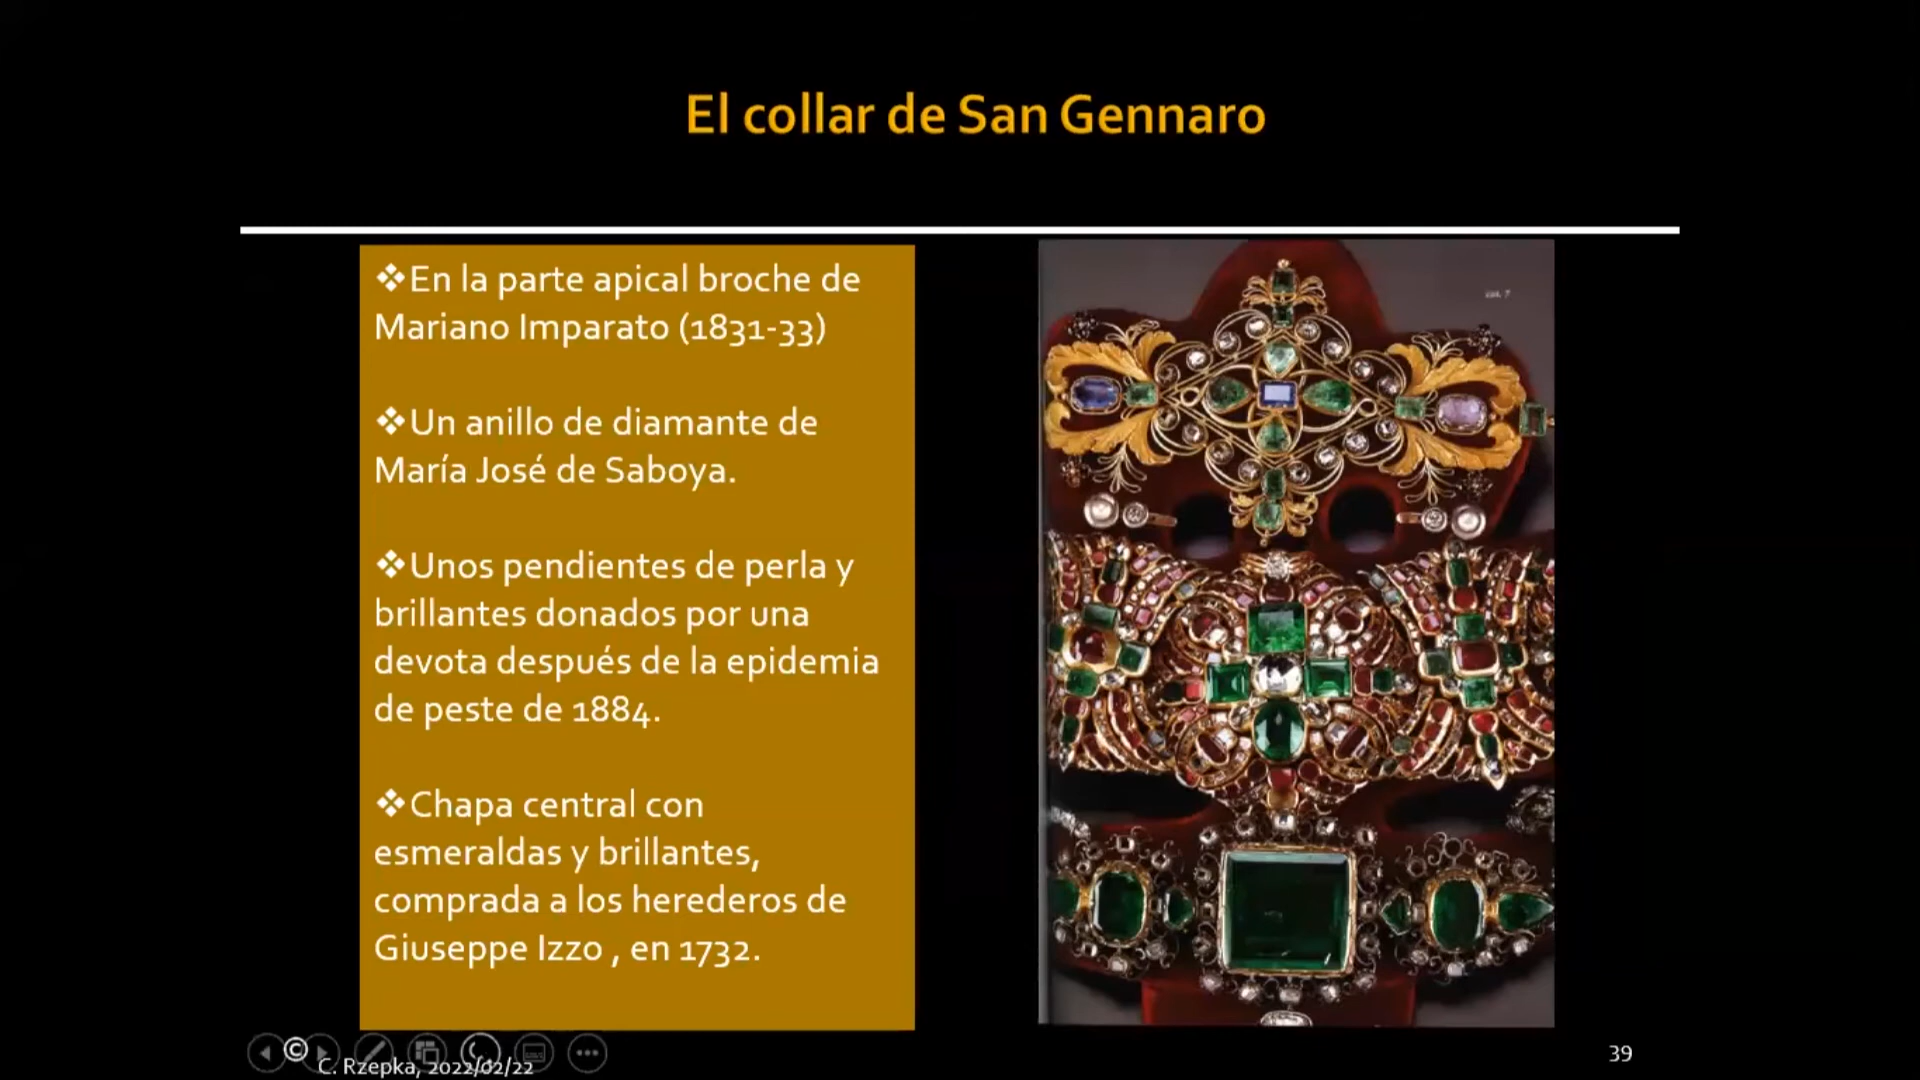 El collar de San Gennaro
❖En la parte apical broche de
Mariano Imparato (1831-33)
❖Un anillo de diamante de
María José de Saboya.
❖Unos pendientes de perla y
brillantes donados por una
devota después de la epidemia
de peste de 1884.
❖Chapa central con
esmeraldas y brillantes,
comprada a los herederos de
Giuseppe Izzo , en 1732.
©
C. Rzepka, 2022/02/22
39